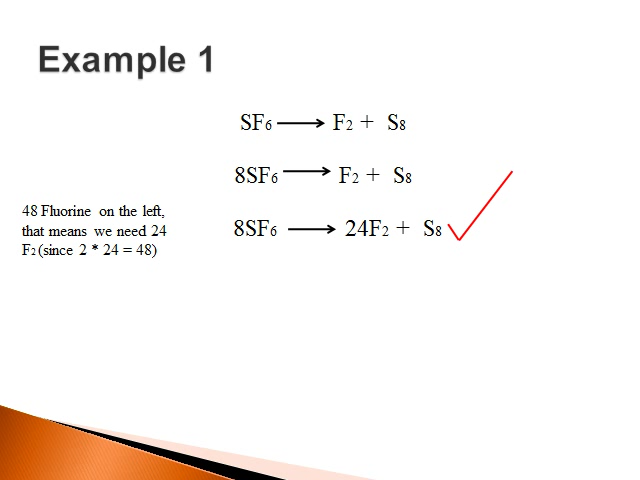 Example 1
SF6 ⟶ F2 + S8
8SF6 ⟶ F2 + S8
48 Fluorine on the left,
that means we need 24
F2 (since 2 * 24 = 48)
8SF6 ⟶ 24F2 + S8